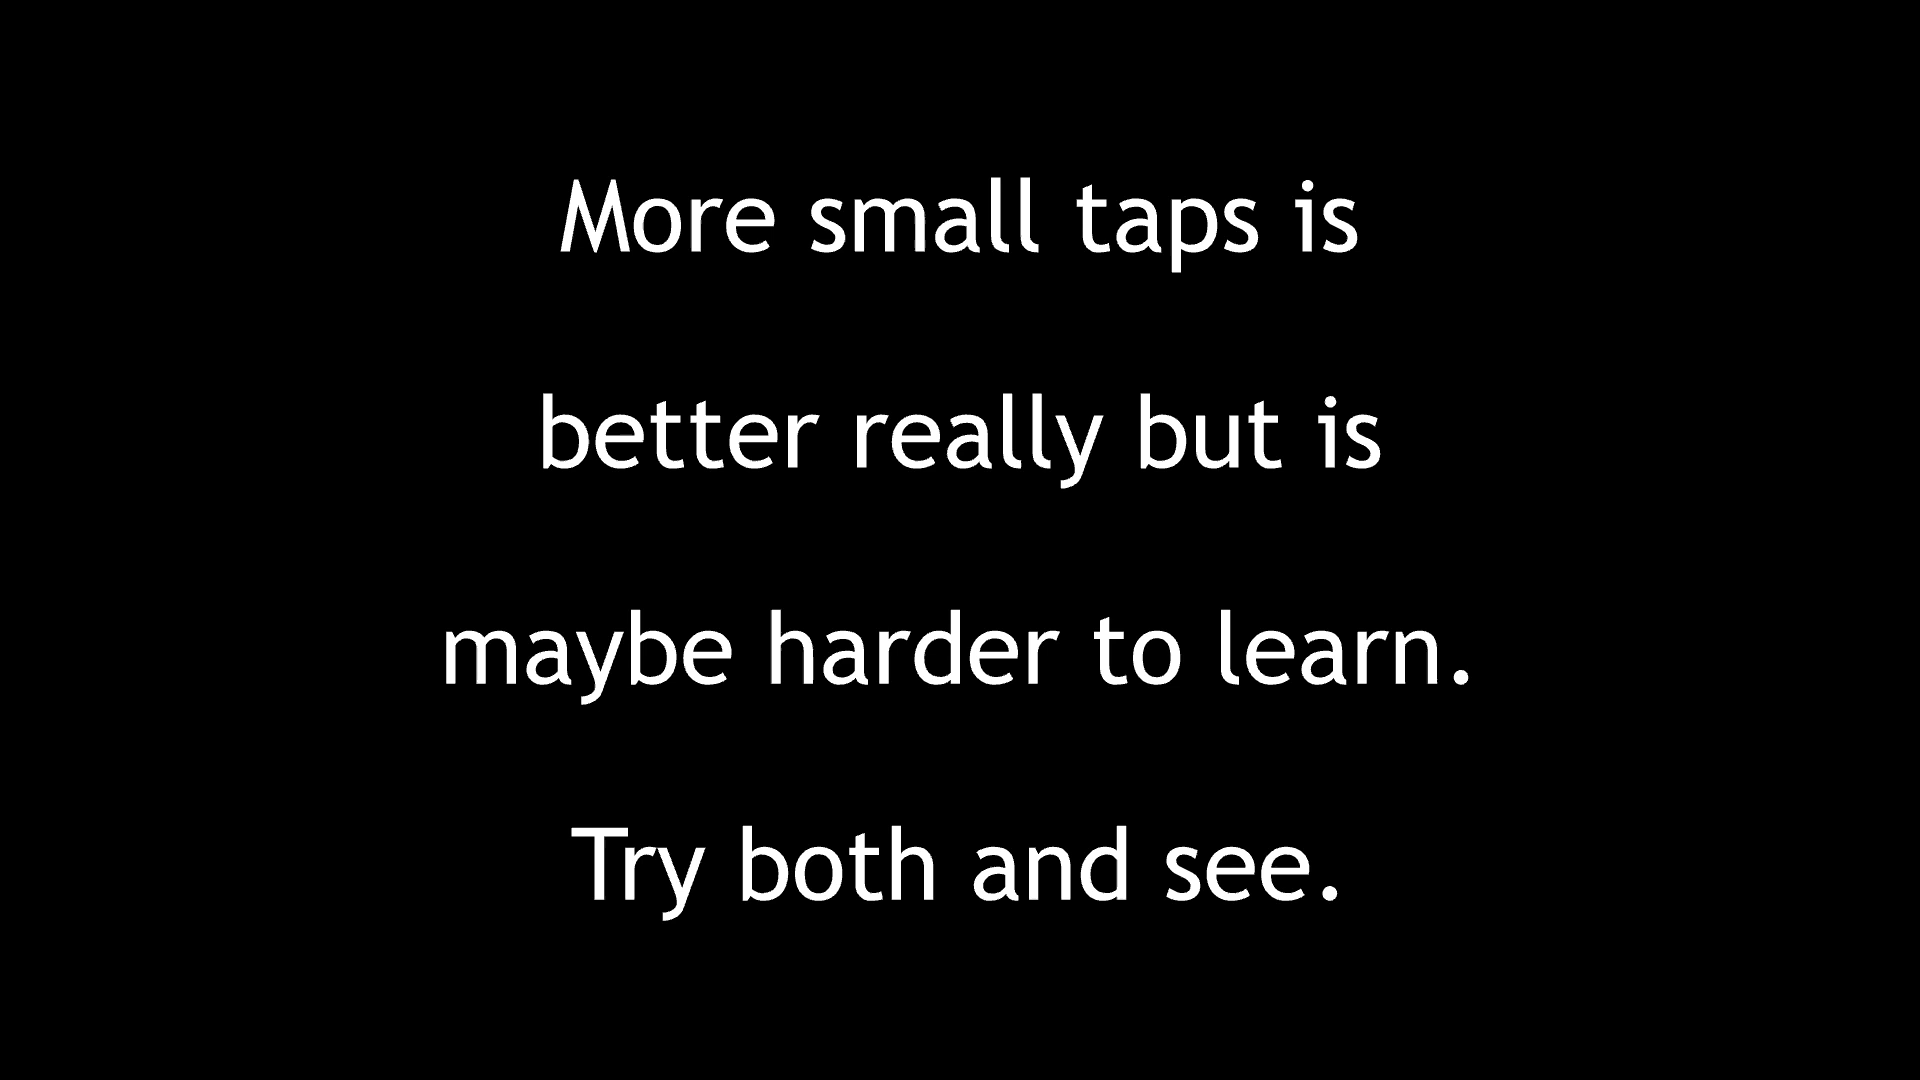 More small taps is
better really but is
maybe harder to learn.
Try both and see.